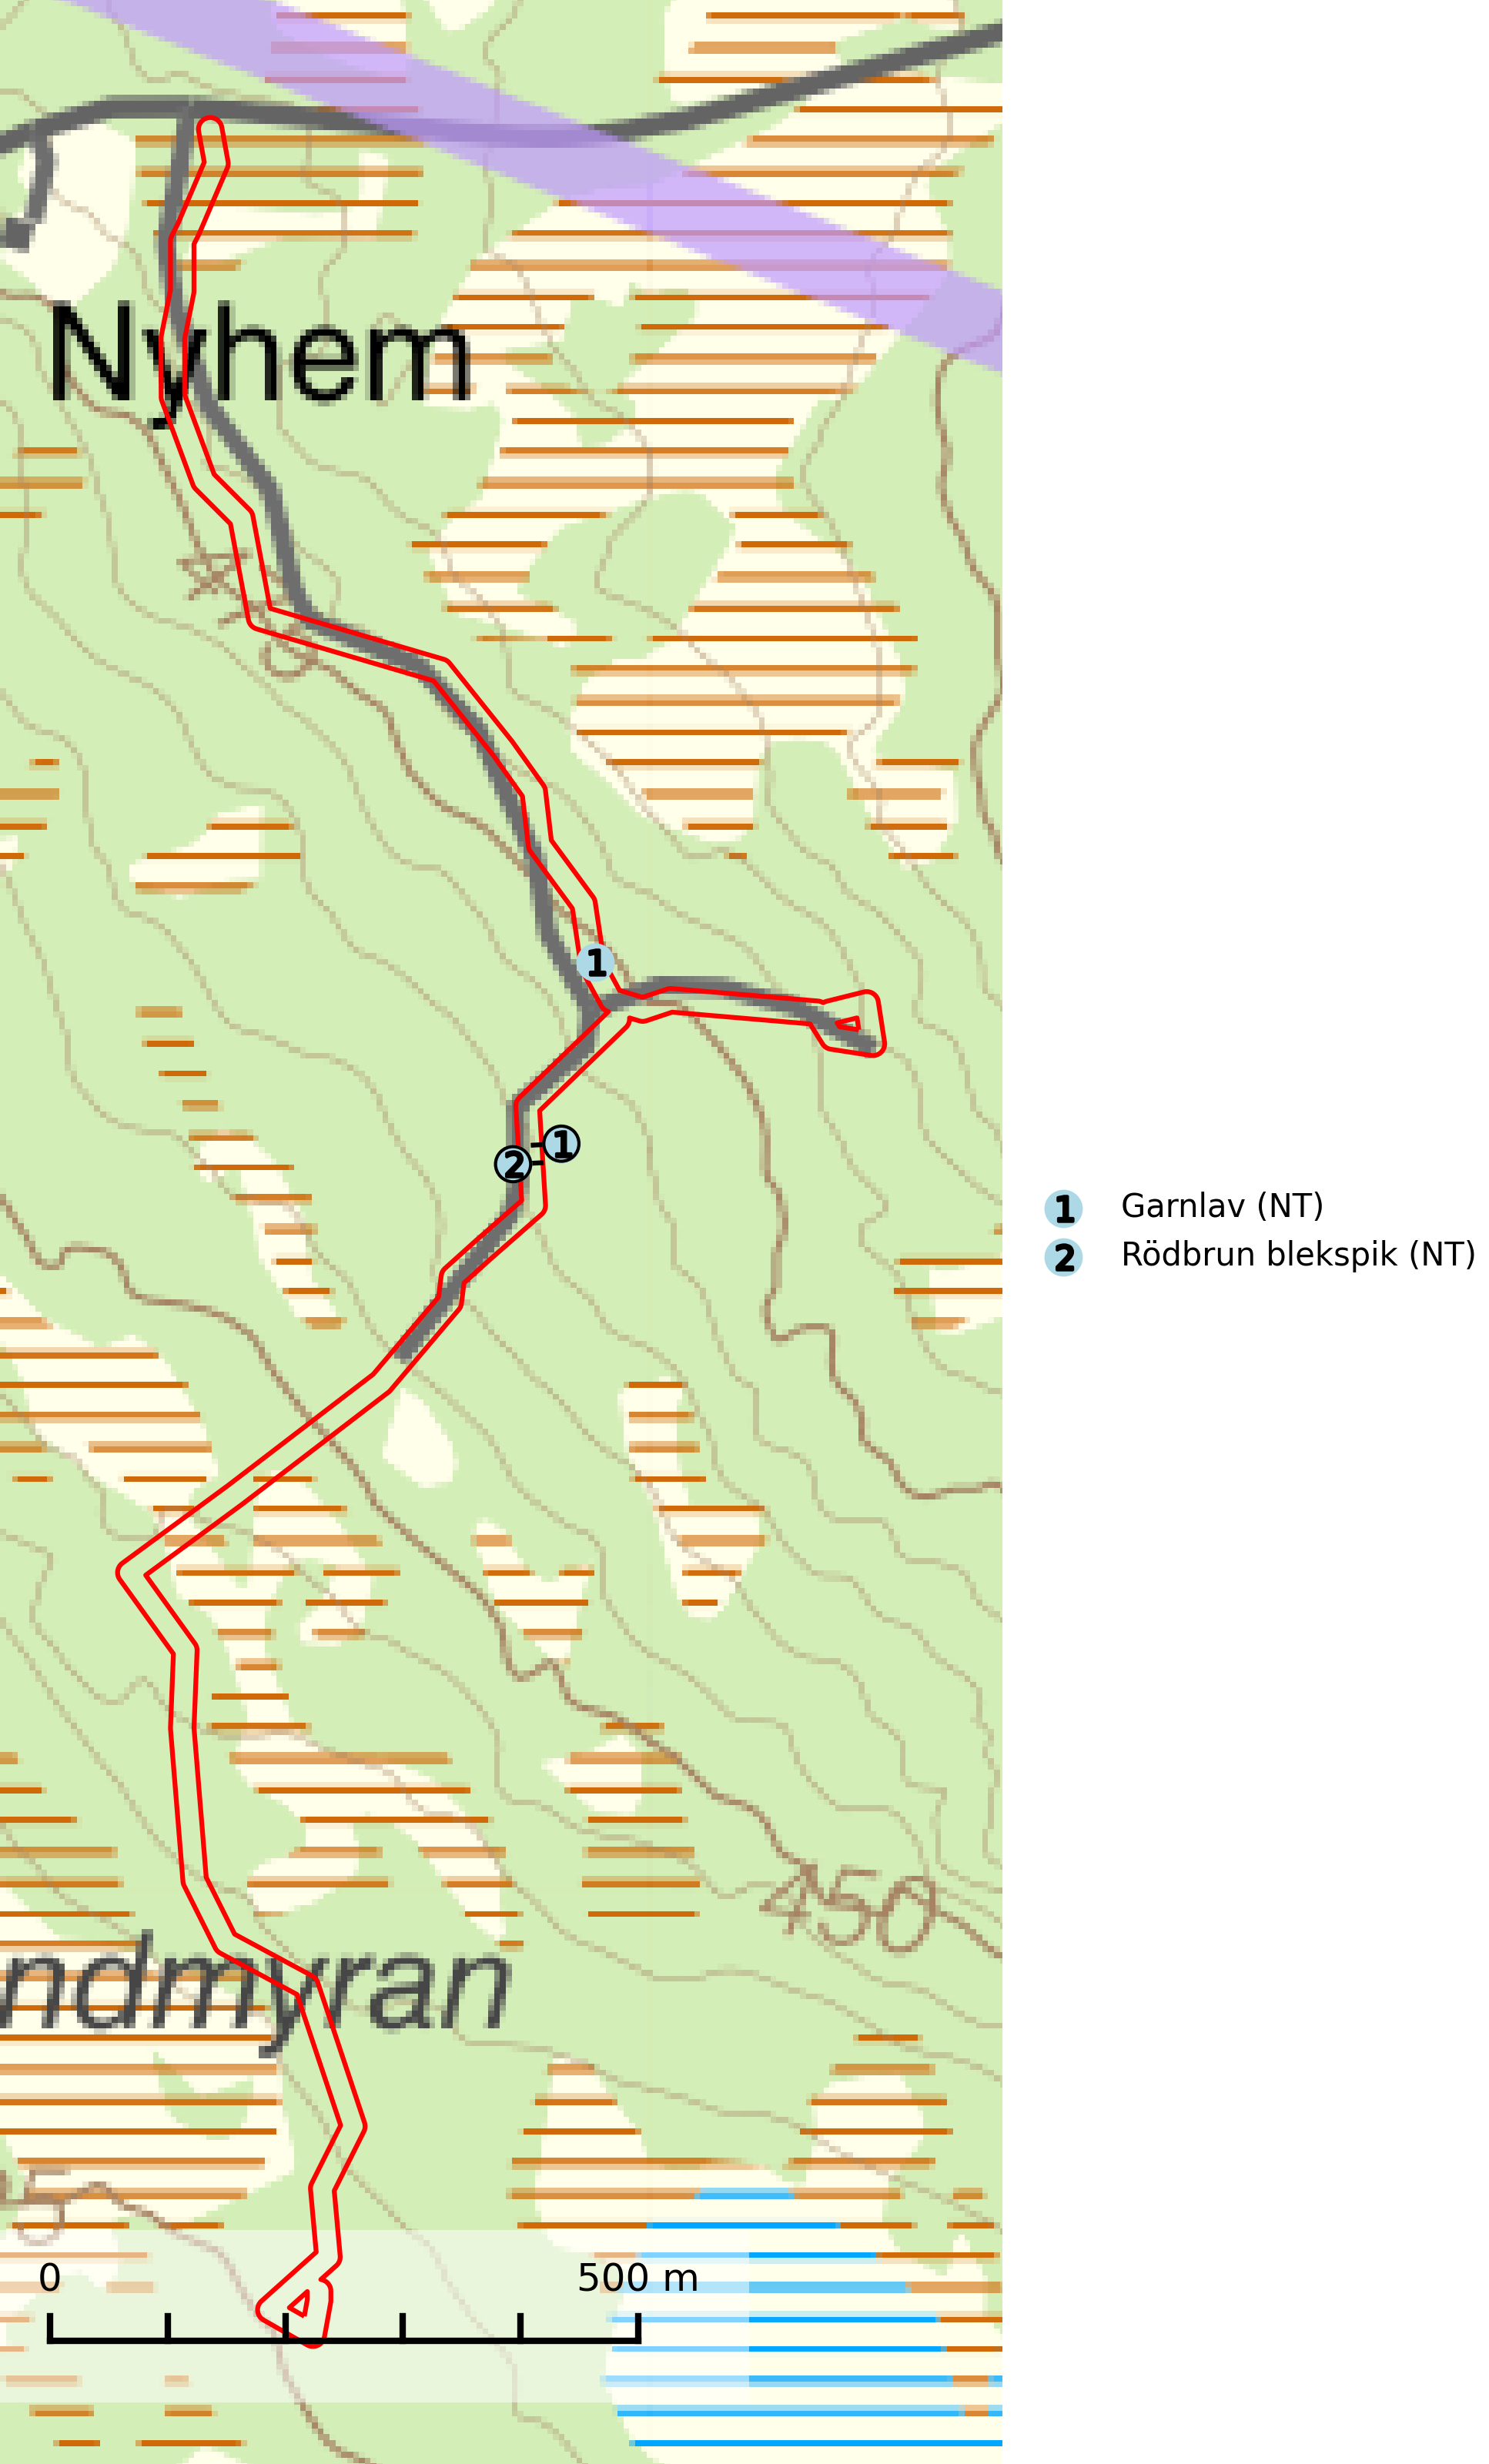 Nyhem
1
1
2
1 Garnlav (NT)
2 Rödbrun blekspik (NT)
450
ndmyran
0 500 m